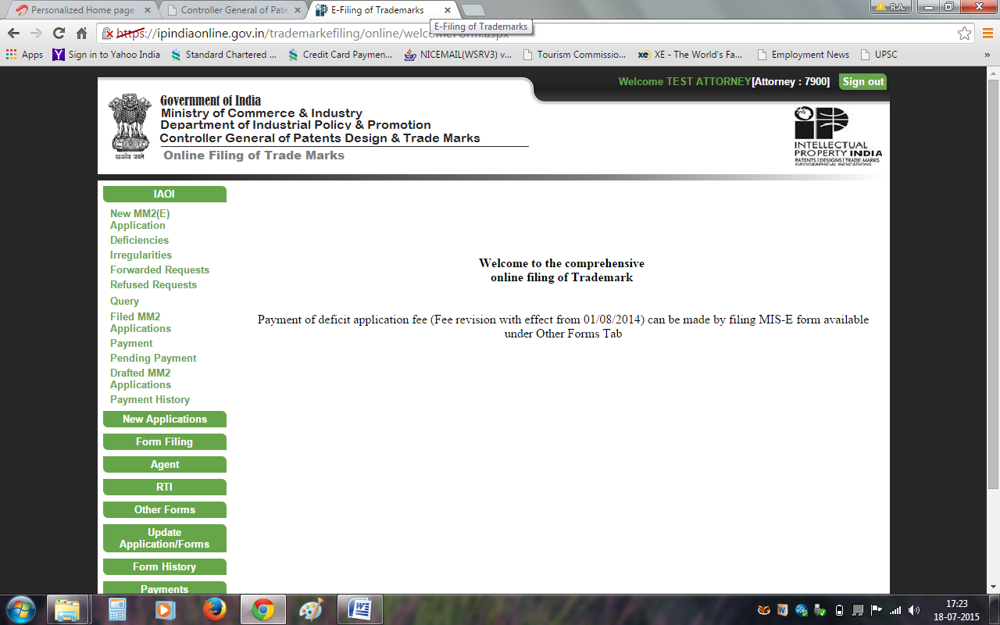 Personalized Home page
Controller General of Pate
E-Filing of Trademarks
R.A.
https://ipindiaonline.gov.in/trademarkefiling/online/welcomeForm.aspx
E-Filing of Trademarks
Apps
Sign in to Yahoo India
Standard Chartered ...
Credit Card Paymen...
NICEMAIL(WSRV3) v...
Tourism Commissio...
XE - The World's Fa...
Employment News
UPSC
»
Welcome TEST ATTORNEY[Attorney : 7900]
Sign out
Government of India
Ministry of Commerce & Industry
Department of Industrial Policy & Promotion
Controller General of Patents Design & Trade Marks
Online Filing of Trade Marks
सत्यमेव जयते
INTELLECTUAL
PROPERTY INDIA
PATENTS | DESIGNS | TRADE MARKS
GEOGRAPHICAL INDICATIONS
IAOI
New MM2(E)
Application
Deficiencies
Irregularities
Forwarded Requests
Refused Requests
Query
Filed MM2
Applications
Payment
Pending Payment
Drafted MM2
Applications
Payment History
New Applications
Form Filing
Agent
RTI
Other Forms
Update
Application/Forms
Form History
Payments
Welcome to the comprehensive
online filing of Trademark
Payment of deficit application fee (Fee revision with effect from 01/08/2014) can be made by filing MIS-E form available
under Other Forms Tab
17:23
18-07-2015